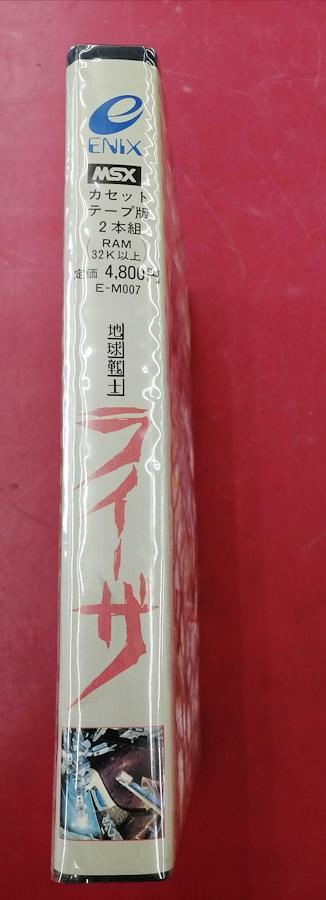 ENIX
MSX
カセット
テープ版
2本組
(RAM
32K以上)
定価 4,800円
E-M007
地球戦士
ライーザ